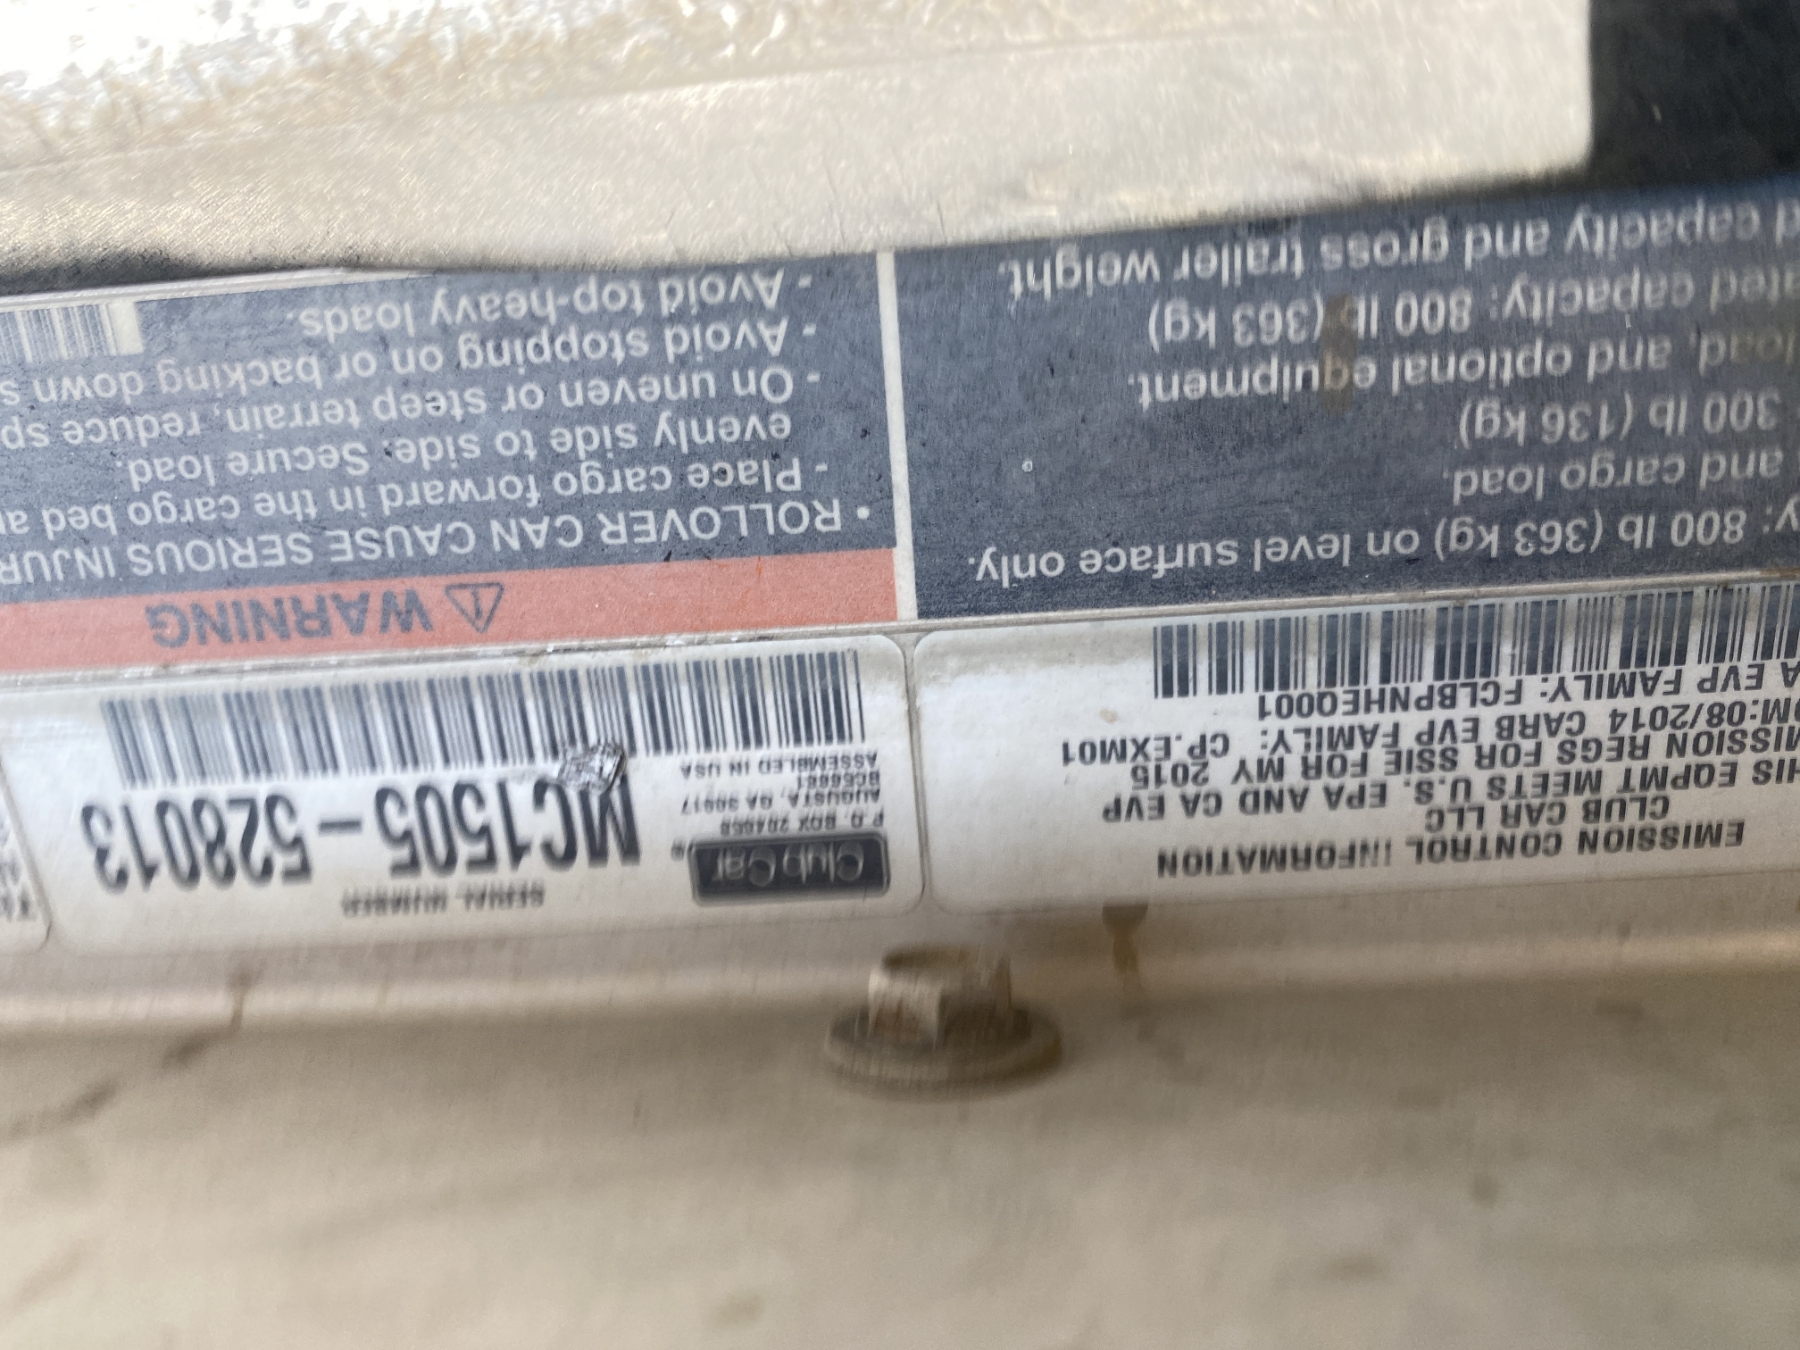 EMISSION CONTROL INFORMATION
CLUB CAR LLC
HIS EQPMT MEETS U.S. EPA AND CA EVP
MISSION REGS FOR SSIE FOR MY 2015
OM:08/2014 CARB EVP FAMILY: CP.EXM01
A EVP FAMILY: FCLBPNHEQ001
Club Car
P.O. BOX 204658
AUGUSTA, GA 30917
ASSEMBLED IN USA
SERIAL NUMBER
MC1505-528013
: 800 lb (363 kg) on level surface only.
and cargo load.
300 lb (136 kg)
load, and optional equipment.
ated capacity: 800 lb (363 kg)
d capacity and gross trailer weight.
WARNING
• ROLLOVER CAN CAUSE SERIOUS INJUR
- Place cargo forward in the cargo bed a
evenly side to side. Secure load.
- On uneven or steep terrain, reduce sp
- Avoid stopping on or backing down s
- Avoid top-heavy loads.